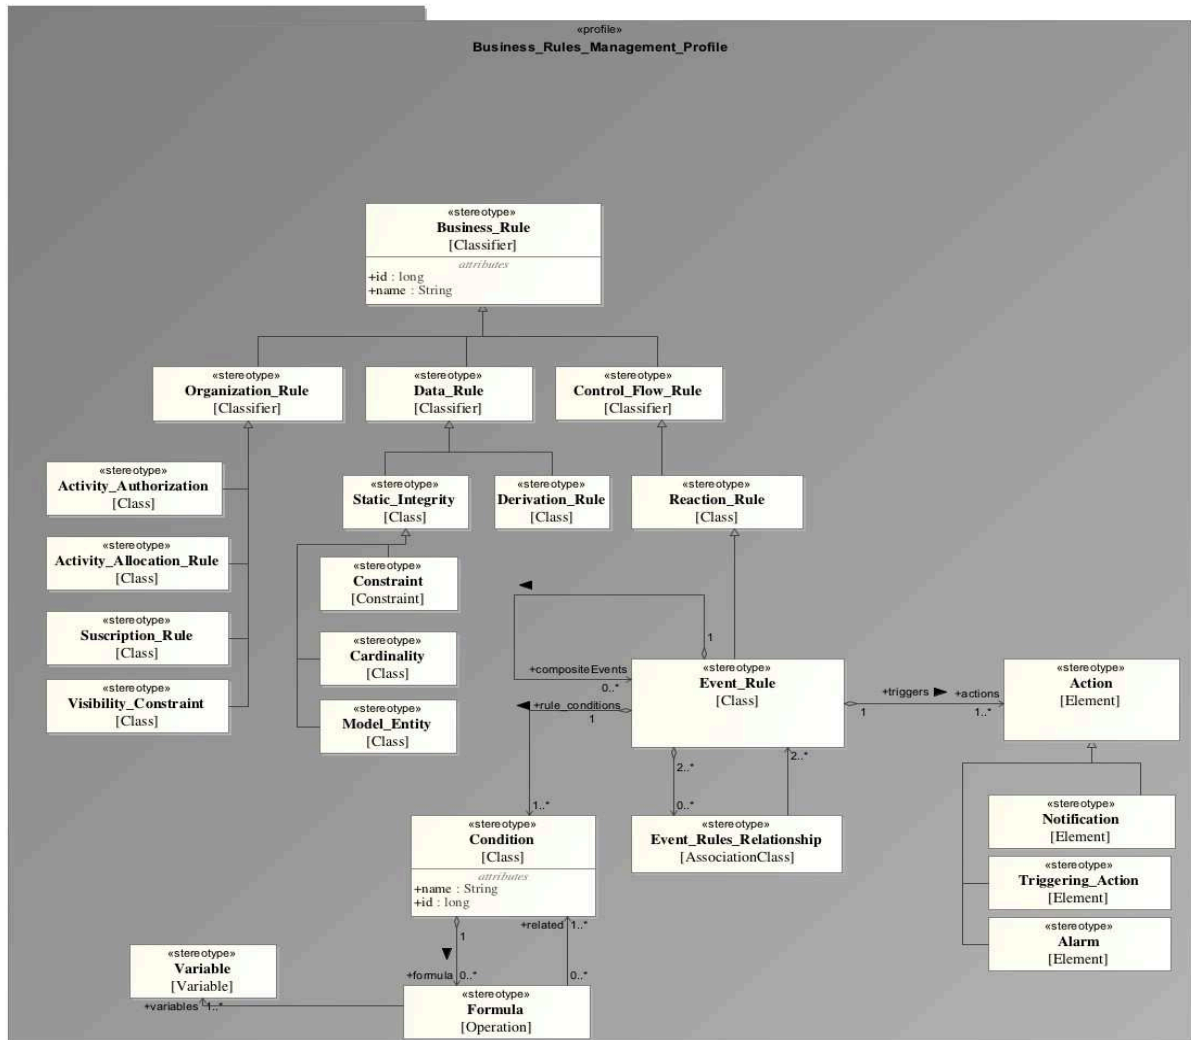 «profile»
Business_Rules_Management_Profile
«stereotype»
Business_Rule
[Classifier]
attributes
+id : long
+name : String
«stereotype»
Organization_Rule
[Classifier]
«stereotype»
Data_Rule
[Classifier]
«stereotype»
Control_Flow_Rule
[Classifier]
«stereotype»
Activity_Authorization
[Class]
«stereotype»
Static_Integrity
[Class]
«stereotype»
Derivation_Rule
[Class]
«stereotype»
Reaction_Rule
[Class]
«stereotype»
Activity_Allocation_Rule
[Class]
«stereotype»
Constraint
[Constraint]
«stereotype»
Suscription_Rule
[Class]
«stereotype»
Cardinality
[Class]
«stereotype»
Visibility_Constraint
[Class]
«stereotype»
Model_Entity
[Class]
1
+compositeEvents
0..*
+rule_conditions
1
«stereotype»
Event_Rule
[Class]
+triggers
1
+actions
1..*
«stereotype»
Action
[Element]
2..*
2..*
1..*
0..*
«stereotype»
Condition
[Class]
attributes
+name : String
+id : long
«stereotype»
Event_Rules_Relationship
[AssociationClass]
«stereotype»
Notification
[Element]
«stereotype»
Triggering_Action
[Element]
«stereotype»
Alarm
[Element]
1
+related 1..*
+formula 0..*
0..*
«stereotype»
Variable
[Variable]
+variables 1..*
«stereotype»
Formula
[Operation]